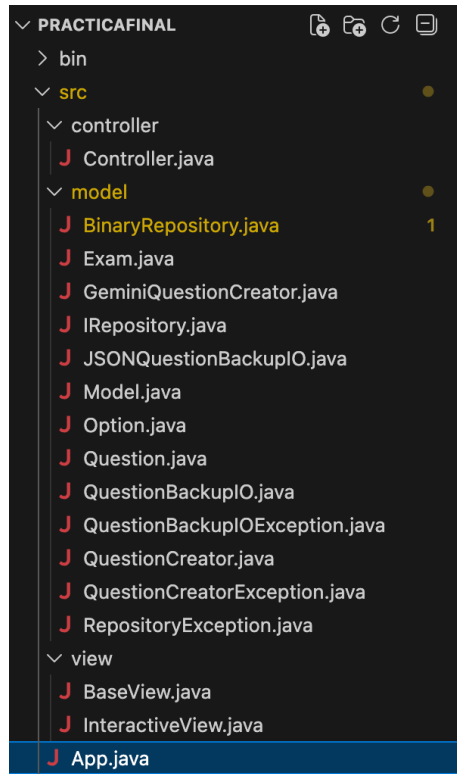 PRACTICAFINAL
bin
src
controller
J Controller.java
model
J BinaryRepository.java 1
J Exam.java
J GeminiQuestionCreator.java
J IRepository.java
J JSONQuestionBackupIO.java
J Model.java
J Option.java
J Question.java
J QuestionBackupIO.java
J QuestionBackupIOException.java
J QuestionCreator.java
J QuestionCreatorException.java
J RepositoryException.java
view
J BaseView.java
J InteractiveView.java
J App.java